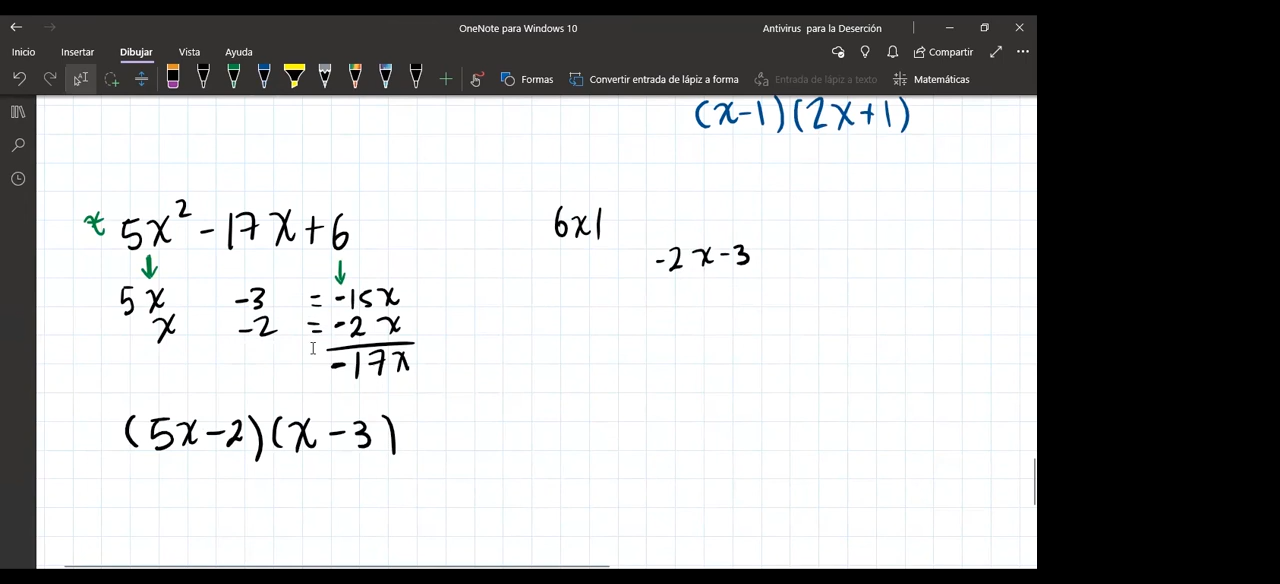 OneNote para Windows 10
Antivirus para la Deserción
Inicio Insertar Dibujar Vista Ayuda
Compartir
Formas Convertir entrada de lápiz a forma Entrada de lápiz a texto Matemáticas
(x-1)(2x+1)
5x² - 17x + 6
6x1
-2x-3
5x -3 = -15x
x -2 = -2x
-17x
(5x-2)(x-3)